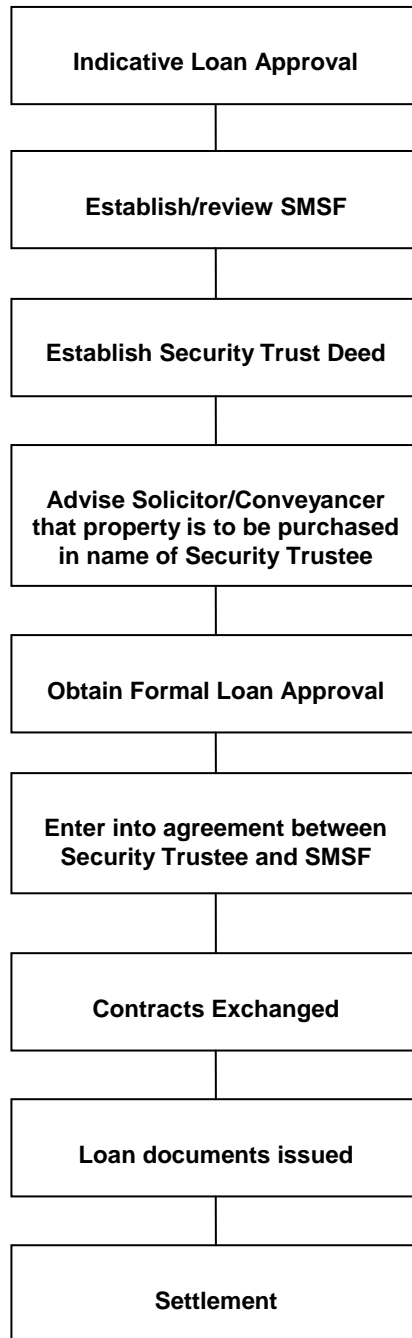 Indicative Loan Approval
Establish/review SMSF
Establish Security Trust Deed
Advise Solicitor/Conveyancer
that property is to be purchased
in name of Security Trustee
Obtain Formal Loan Approval
Enter into agreement between
Security Trustee and SMSF
Contracts Exchanged
Loan documents issued
Settlement